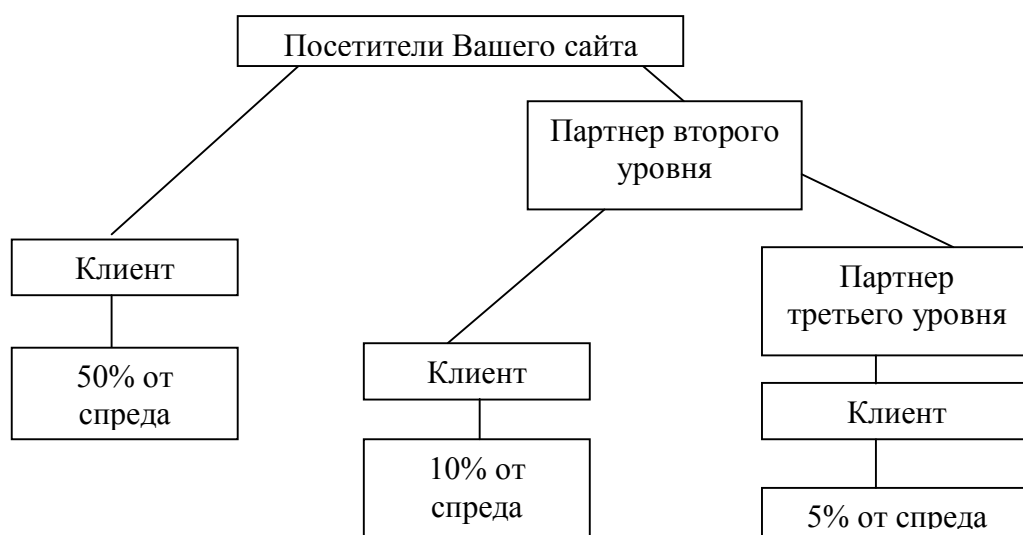 Посетители Вашего сайта
Партнер второго
уровня
Клиент
50% от
спреда
Клиент
10% от
спреда
Партнер
третьего уровня
Клиент
5% от спреда